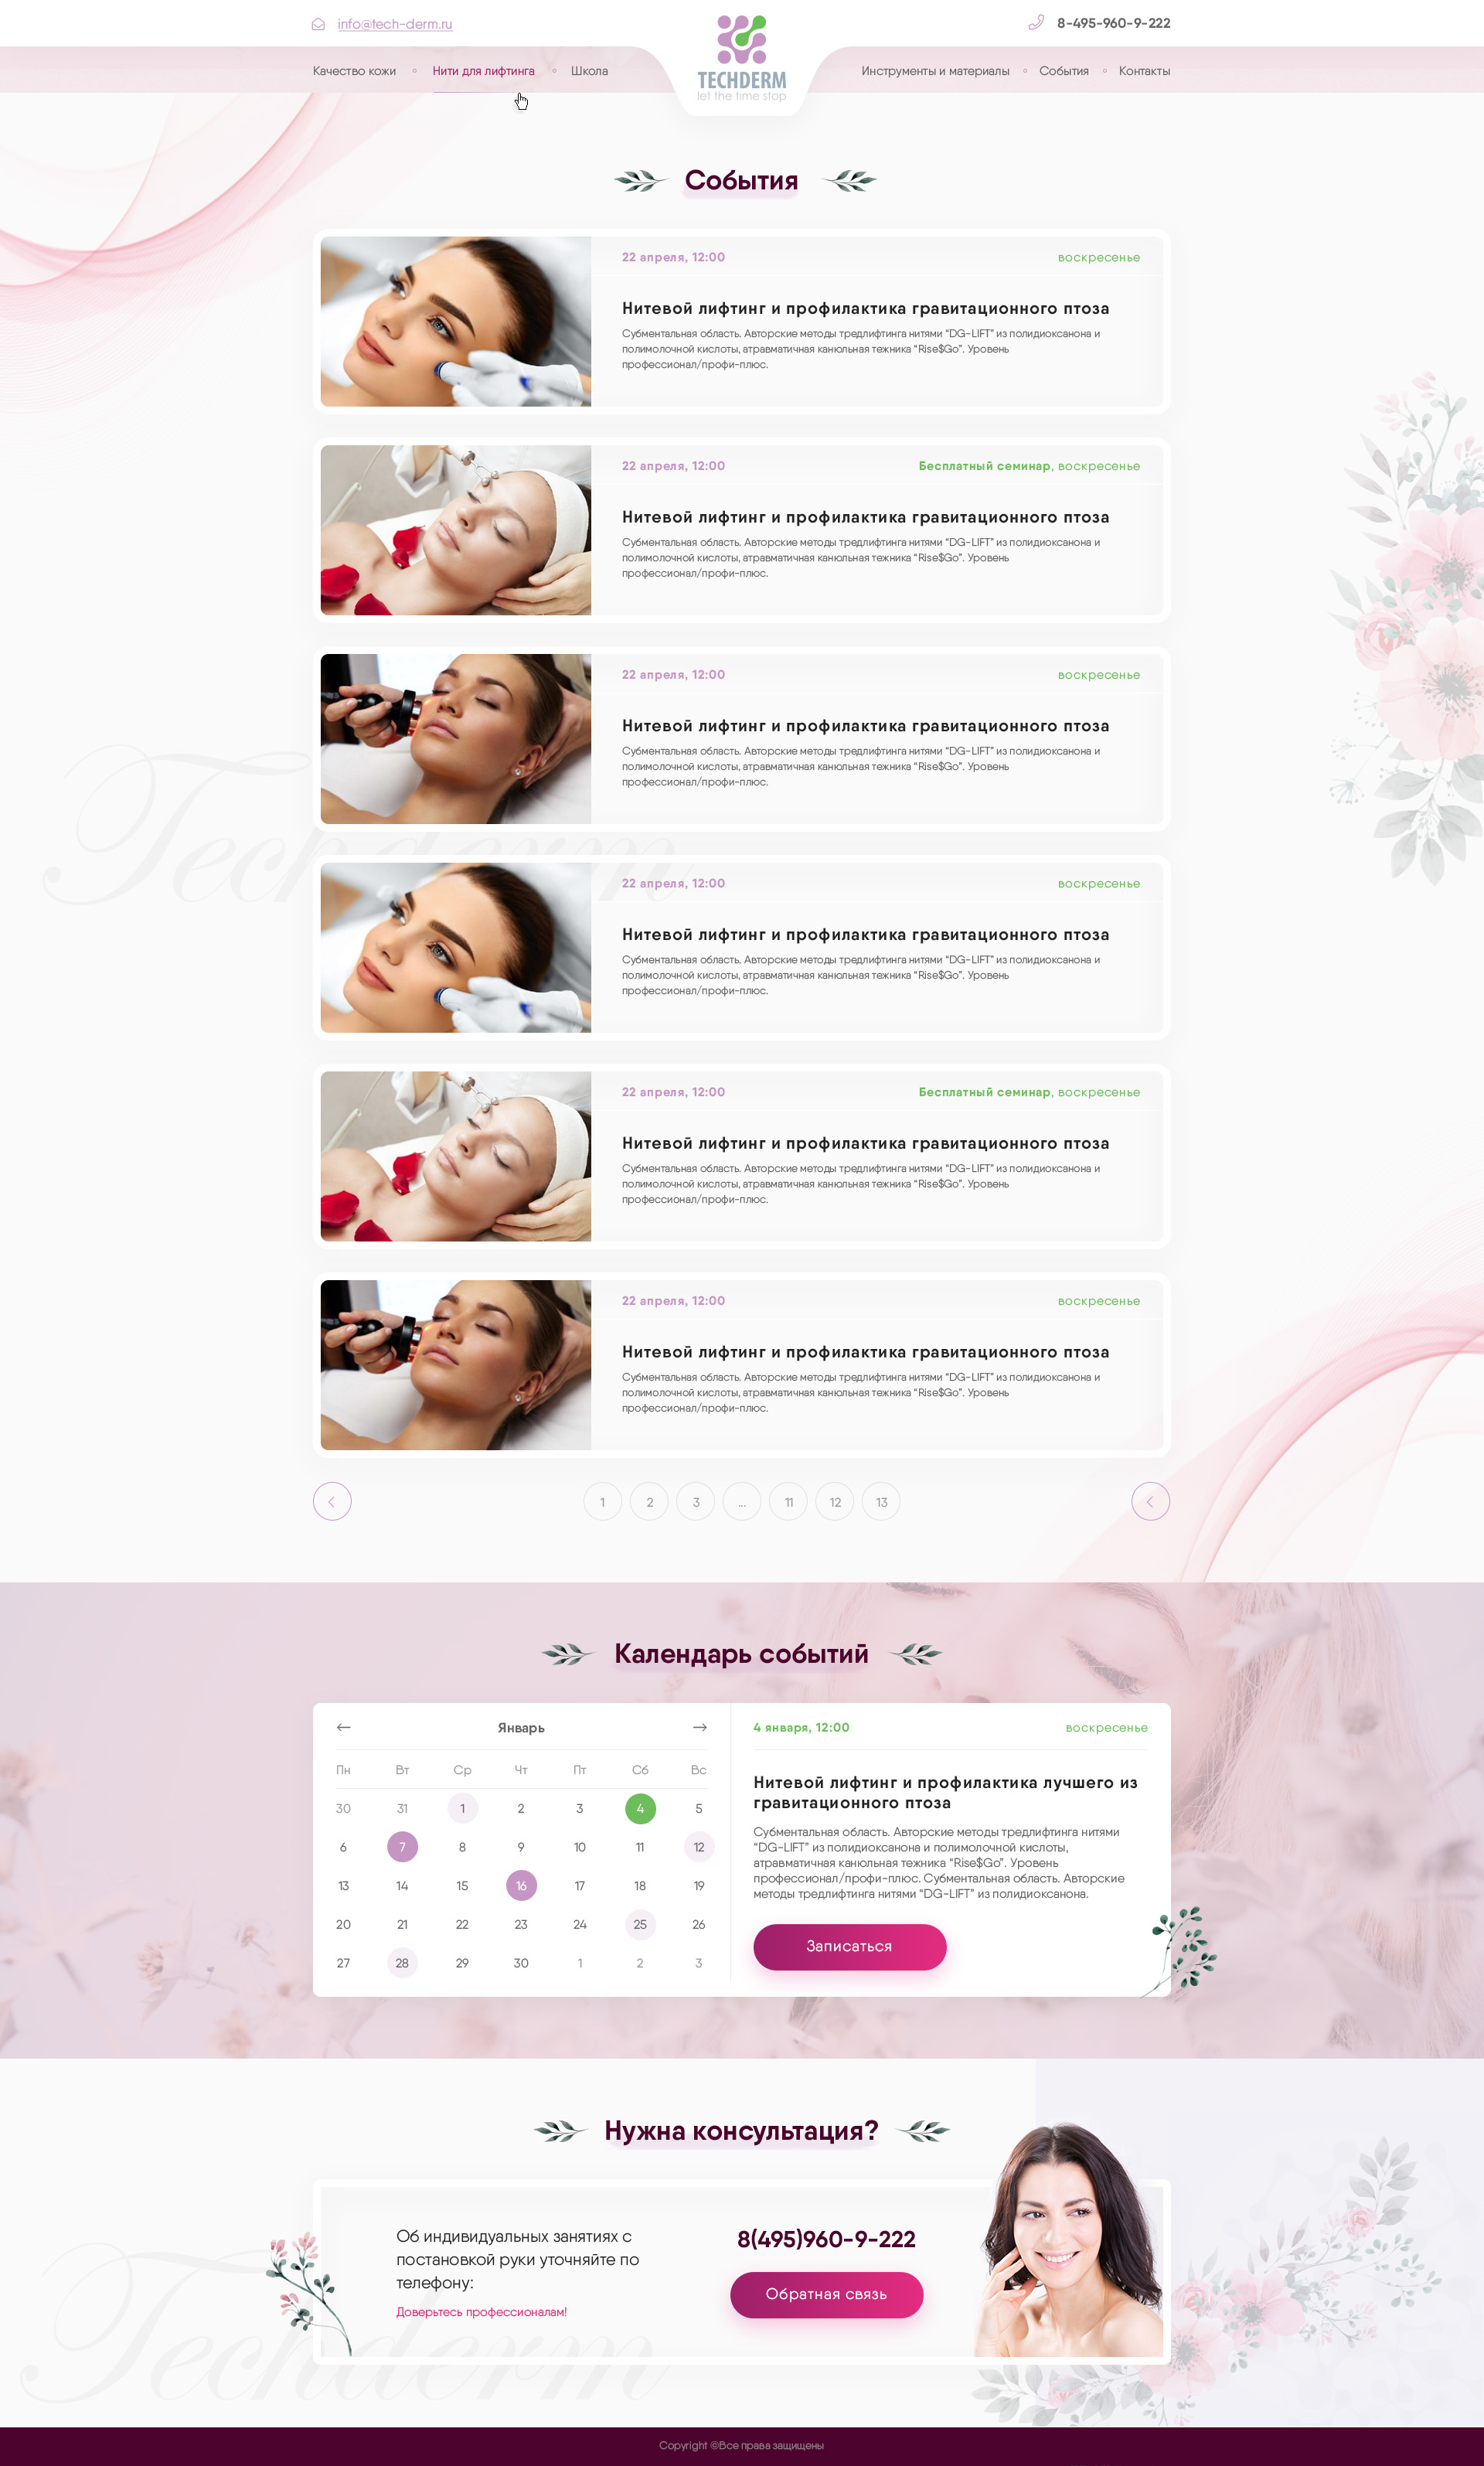 info@tech-derm.ru
8-495-960-9-222
TECHDERM
let the time stop
Качество кожи
Нити для лифтинга
Школа
Инструменты и материалы
События
Контакты
События
22 апреля, 12:00
воскресенье
Нитевой лифтинг и профилактика гравитационного птоза
Субментальная область. Авторские методы тредлифтинга нитями “DG-LIFT” из полидиоксанона и
полимолочной кислоты, атравматичная канюльная тежника “Rise$Go”. Уровень
профессионал/профи-плюс.
22 апреля, 12:00
Бесплатный семинар, воскресенье
Нитевой лифтинг и профилактика гравитационного птоза
Субментальная область. Авторские методы тредлифтинга нитями “DG-LIFT” из полидиоксанона и
полимолочной кислоты, атравматичная канюльная тежника “Rise$Go”. Уровень
профессионал/профи-плюс.
22 апреля, 12:00
воскресенье
Нитевой лифтинг и профилактика гравитационного птоза
Субментальная область. Авторские методы тредлифтинга нитями “DG-LIFT” из полидиоксанона и
полимолочной кислоты, атравматичная канюльная тежника “Rise$Go”. Уровень
профессионал/профи-плюс.
Techderm
22 апреля, 12:00
воскресенье
Нитевой лифтинг и профилактика гравитационного птоза
Субментальная область. Авторские методы тредлифтинга нитями “DG-LIFT” из полидиоксанона и
полимолочной кислоты, атравматичная канюльная тежника “Rise$Go”. Уровень
профессионал/профи-плюс.
22 апреля, 12:00
Бесплатный семинар, воскресенье
Нитевой лифтинг и профилактика гравитационного птоза
Субментальная область. Авторские методы тредлифтинга нитями “DG-LIFT” из полидиоксанона и
полимолочной кислоты, атравматичная канюльная тежника “Rise$Go”. Уровень
профессионал/профи-плюс.
22 апреля, 12:00
воскресенье
Нитевой лифтинг и профилактика гравитационного птоза
Субментальная область. Авторские методы тредлифтинга нитями “DG-LIFT” из полидиоксанона и
полимолочной кислоты, атравматичная канюльная тежника “Rise$Go”. Уровень
профессионал/профи-плюс.
1 2 3 ... 11 12 13
Календарь событий
Январь
Пн Вт Ср Чт Пт Сб Вс
30 31 1 2 3 4 5
6 7 8 9 10 11 12
13 14 15 16 17 18 19
20 21 22 23 24 25 26
27 28 29 30 1 2 3
4 января, 12:00
воскресенье
Нитевой лифтинг и профилактика лучшего из
гравитационного птоза
Субментальная область. Авторские методы тредлифтинга нитями
“DG-LIFT” из полидиоксанона и полимолочной кислоты,
атравматичная канюльная тежника “Rise$Go”. Уровень
профессионал/профи-плюс. Субментальная область. Авторские
методы тредлифтинга нитями “DG-LIFT” из полидиоксанона.
Записаться
Нужна консультация?
Об индивидуальных занятиях с
постановкой руки уточняйте по
телефону:
Доверьтесь профессионалам!
8(495)960-9-222
Обратная связь
Techderm
Copyright ©Все права защищены